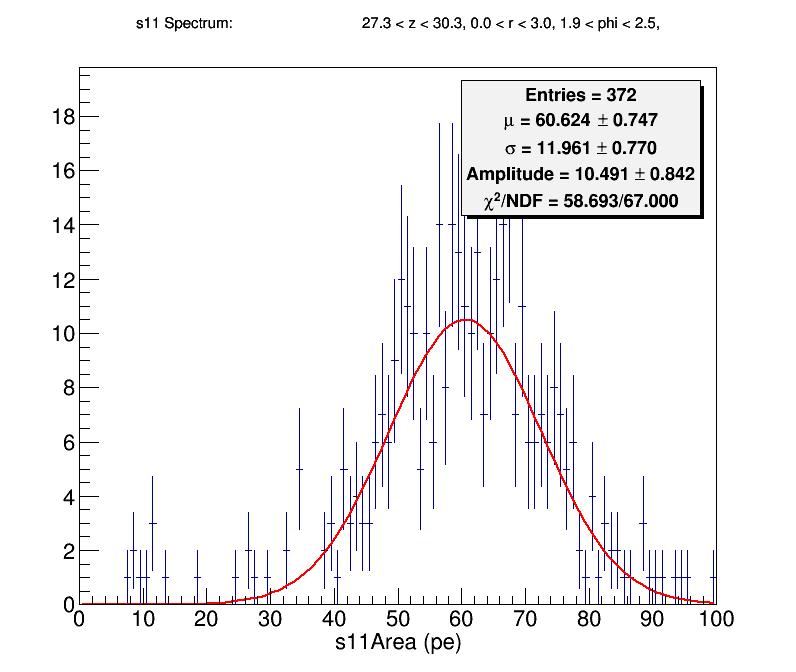 s11 Spectrum: 27.3 < z < 30.3, 0.0 < r < 3.0, 1.9 < phi < 2.5,
Entries = 372
μ = 60.624 ± 0.747
σ = 11.961 ± 0.770
Amplitude = 10.491 ± 0.842
χ²/NDF = 58.693/67.000
18
16
14
12
10
8
6
4
2
0
0 10 20 30 40 50 60 70 80 90 100
s11Area (pe)